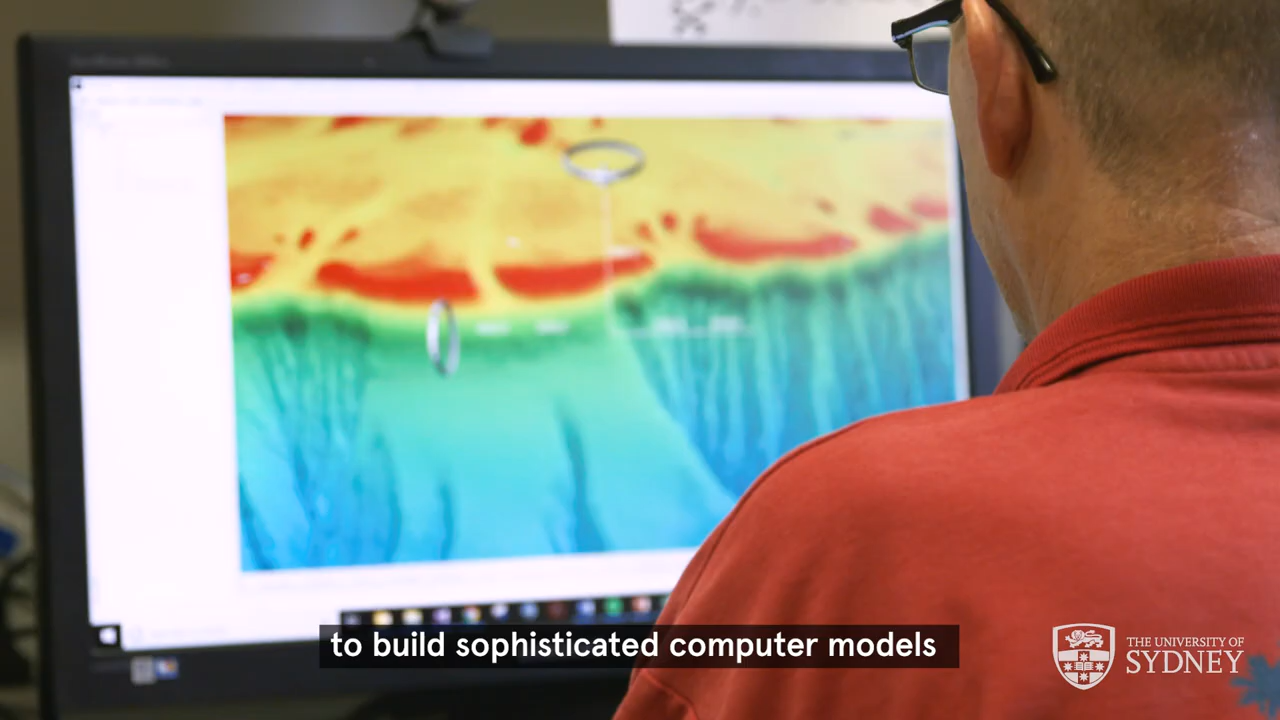 to build sophisticated computer models
THE UNIVERSITY OF
SYDNEY